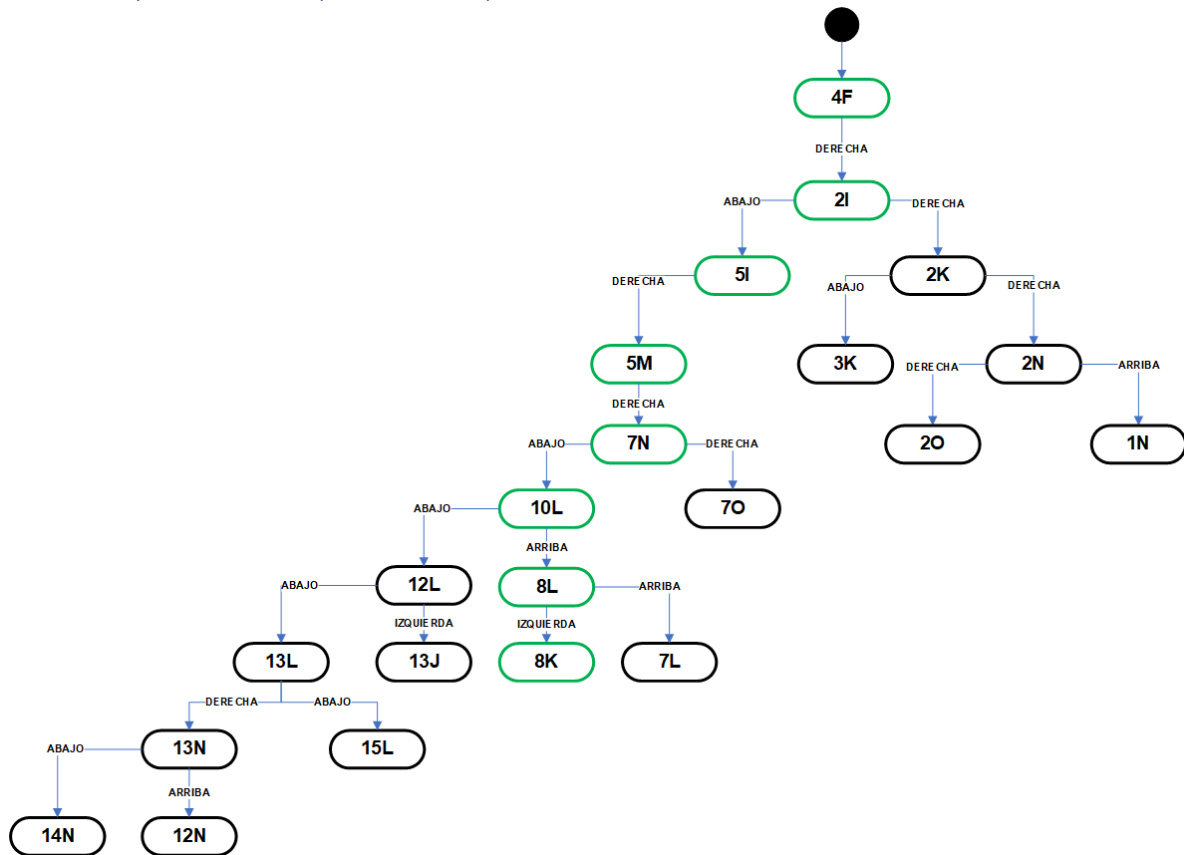 4F
DERECHA
2I
ABAJO
DERECHA
5I
2K
DERECHA
ABAJO
DERECHA
5M
3K
2N
DERECHA
ARRIBA
DERECHA
7N
2O
1N
ABAJO
DERECHA
10L
7O
ABAJO
ARRIBA
12L
8L
ABAJO
ARRIBA
IZQUIERDA
IZQUIERDA
13L
13J
8K
7L
DERECHA
ABAJO
13N
15L
ABAJO
ARRIBA
14N
12N